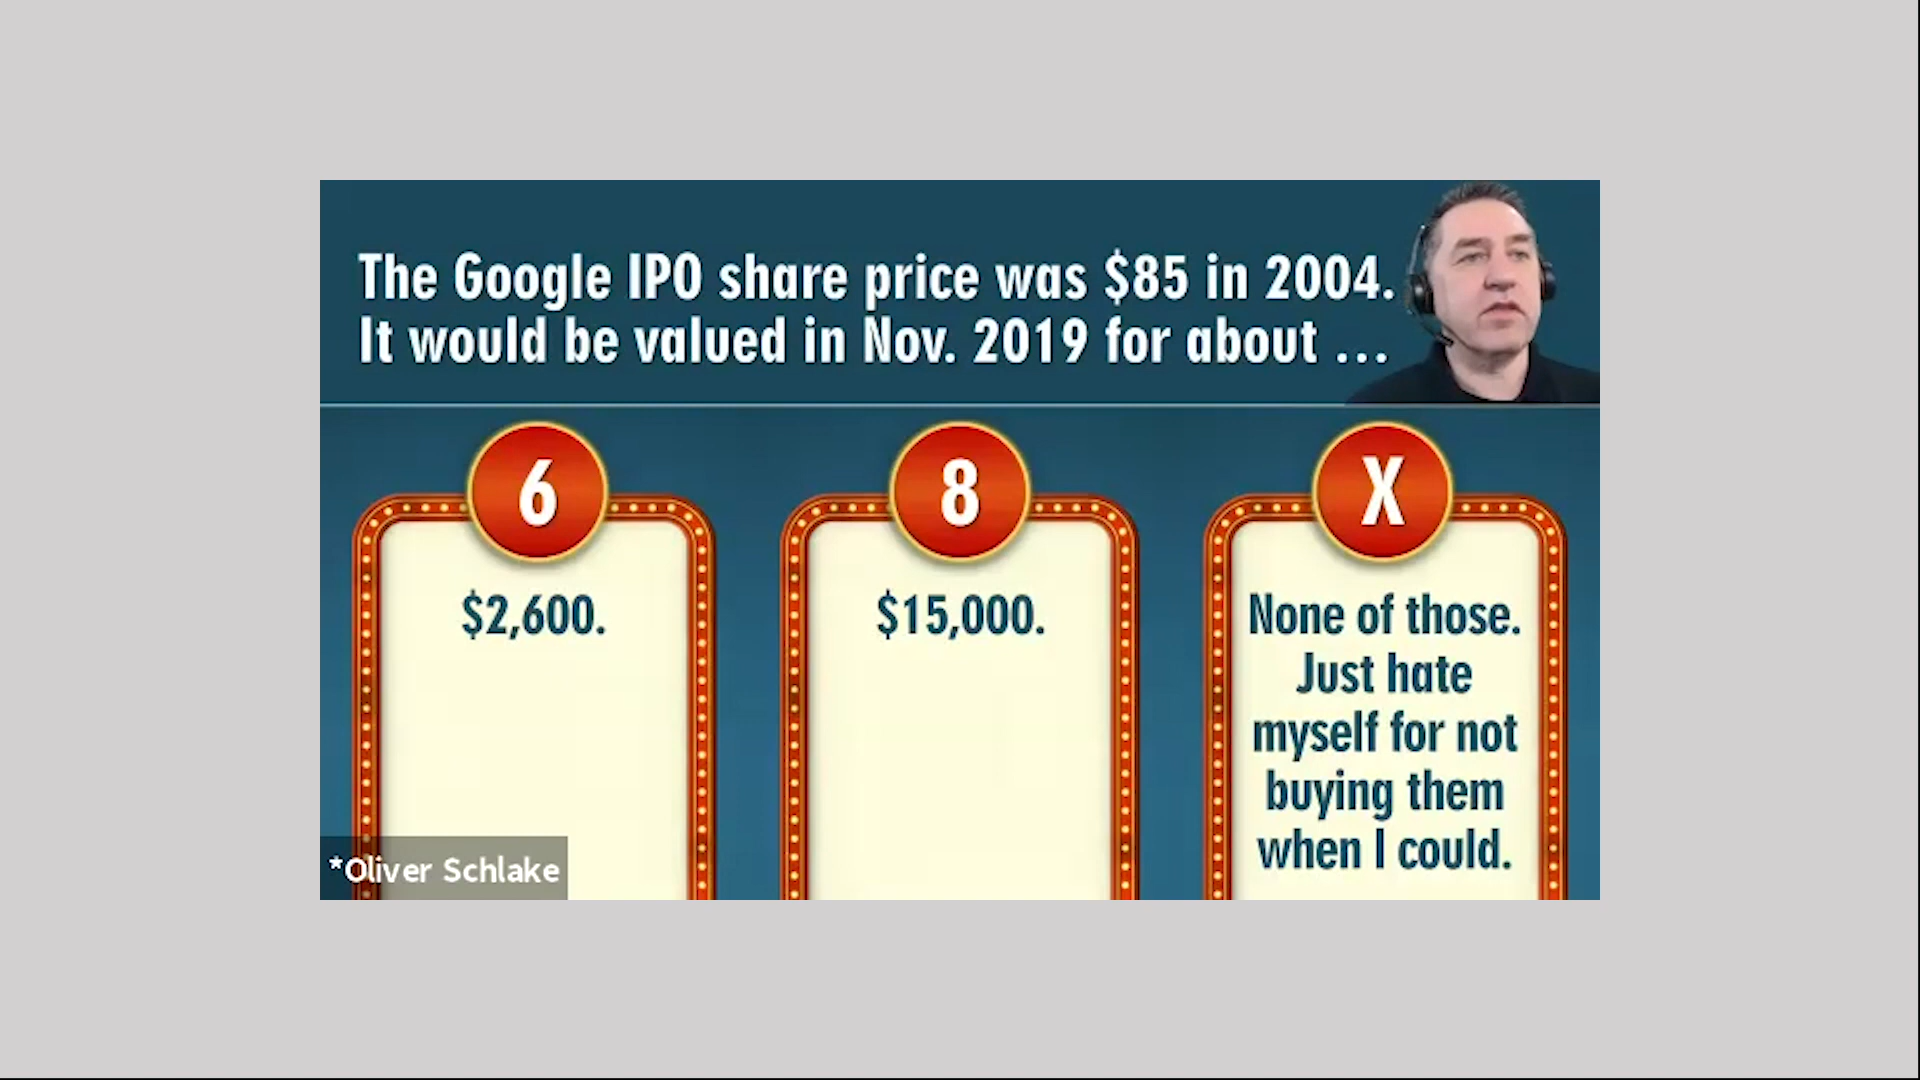 The Google IPO share price was $85 in 2004.
It would be valued in Nov. 2019 for about ...
6
$2,600.
8
$15,000.
X
None of those.
Just hate
myself for not
buying them
when I could.
*Oliver Schlake